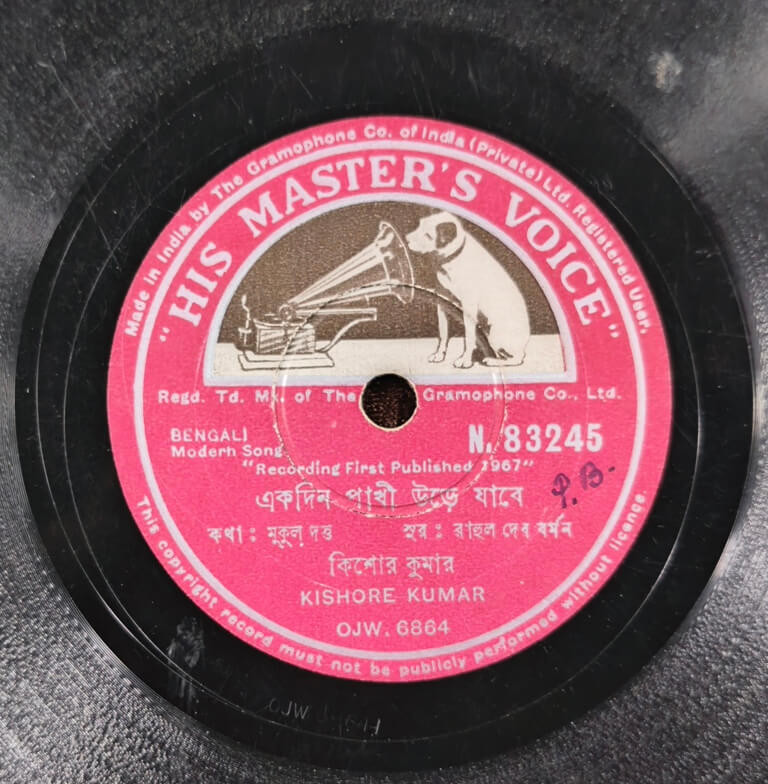 Made in India by The Gramophone Co. of India (Private) Ltd. Registered User.
"HIS MASTER'S VOICE"
Regd. Td. Mk. of The Gramophone Co., Ltd.
BENGALI
Modern Song
N. 83245
"Recording First Published 1967"
একদিন পাখী উড়ে যাবে
P.B.
কথা : মুকুল দত্ত সুর : রাহুল দেব বর্মন
কিশোর কুমার
KISHORE KUMAR
OJW. 6864
This copyright record must not be publicly performed without licence.
OJW